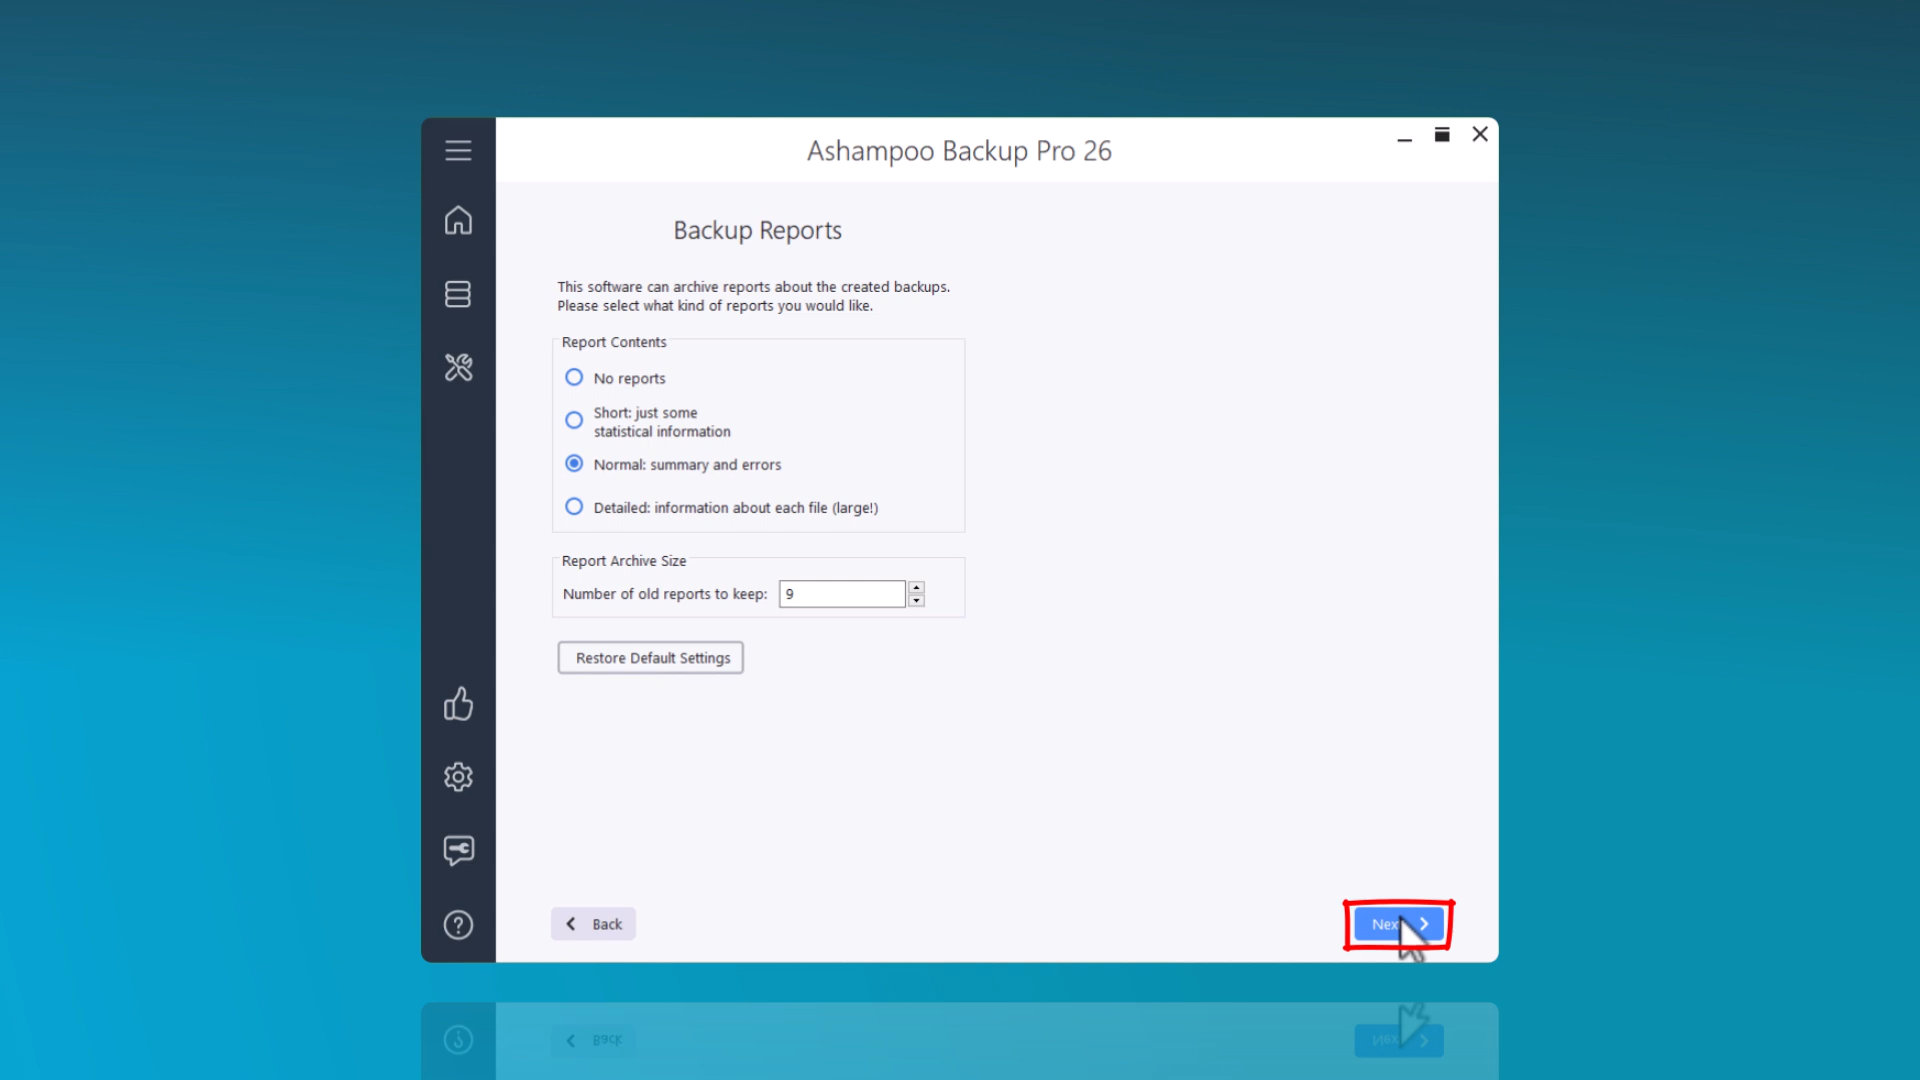 Ashampoo Backup Pro 26
Backup Reports
This software can archive reports about the created backups.
Please select what kind of reports you would like.
Report Contents
No reports
Short: just some
statistical information
Normal: summary and errors
Detailed: information about each file (large!)
Report Archive Size
Number of old reports to keep: 9
Restore Default Settings
Back
Next